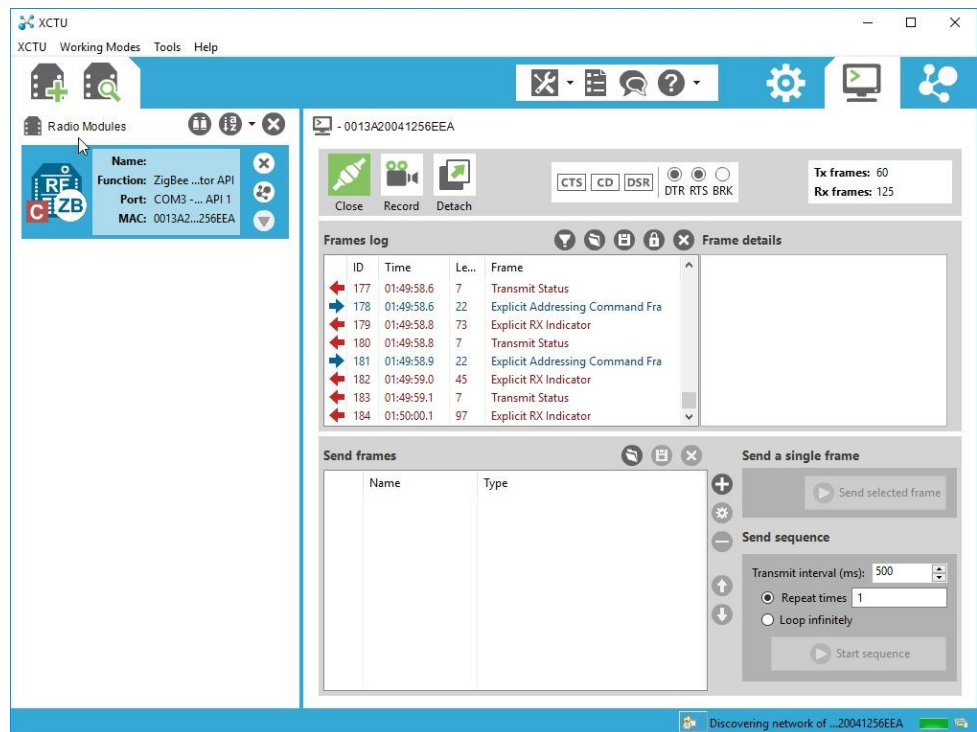 XCTU
XCTU Working Modes Tools Help
Radio Modules
- 0013A20041256EEA
Name:
Function: ZigBee ...tor API
Port: COM3 -... API 1
MAC: 0013A2...256EEA
RF
C ZB
Close Record Detach
CTS CD DSR DTR RTS BRK
Tx frames: 60
Rx frames: 125
Frames log
Frame details
ID Time Le... Frame
177 01:49:58.6 7 Transmit Status
178 01:49:58.6 22 Explicit Addressing Command Fra
179 01:49:58.8 73 Explicit RX Indicator
180 01:49:58.8 7 Transmit Status
181 01:49:58.9 22 Explicit Addressing Command Fra
182 01:49:59.0 45 Explicit RX Indicator
183 01:49:59.1 7 Transmit Status
184 01:50:00.1 97 Explicit RX Indicator
Send frames
Name Type
Send a single frame
Send selected frame
Send sequence
Transmit interval (ms): 500
Repeat times 1
Loop infinitely
Start sequence
Discovering network of ...20041256EEA